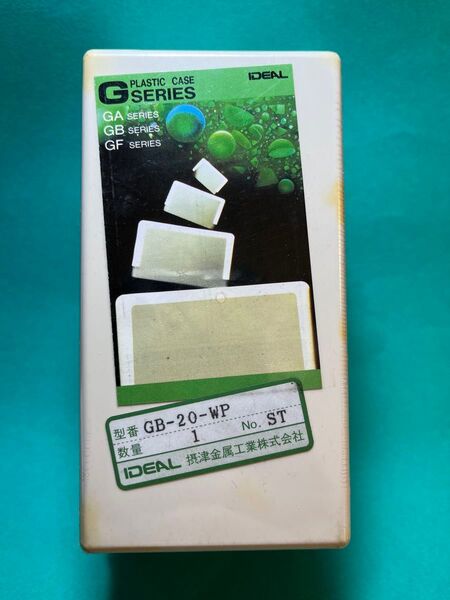 G PLASTIC CASE
SERIES
IDEAL
GA SERIES
GB SERIES
GF SERIES
型番 GB-20-WP
数量 1 No. ST
IDEAL 摂津金属工業株式会社